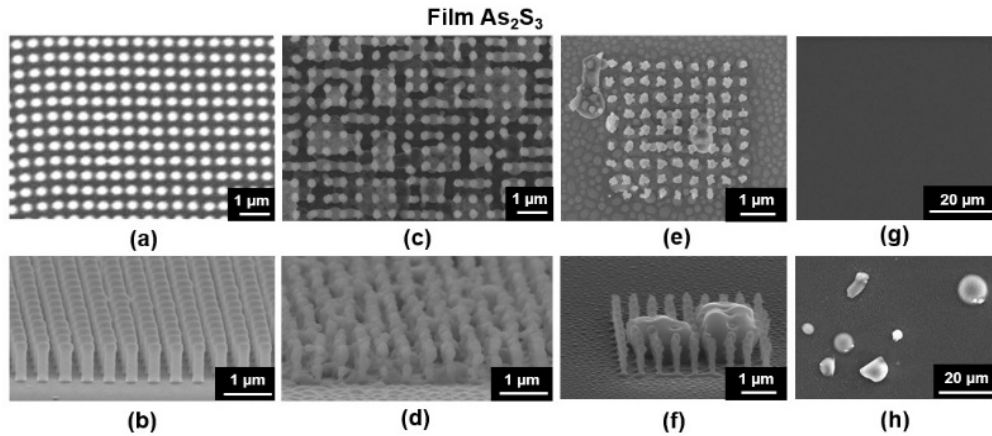 Film As₂S₃
1 µm
1 µm
1 µm
20 µm
(a)
(c)
(e)
(g)
1 µm
1 µm
1 µm
20 µm
(b)
(d)
(f)
(h)